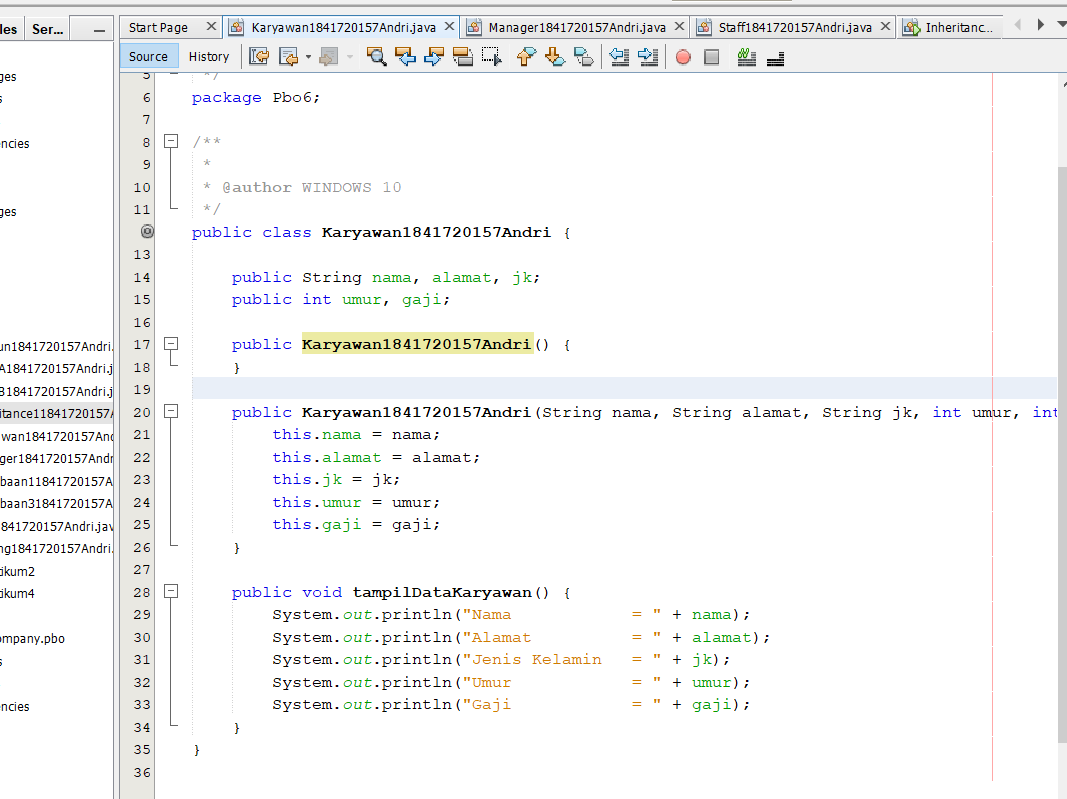 les Ser...
Start Page Karyawan1841720157Andri.java Manager1841720157Andri.java Staff1841720157Andri.java Inheritanc...
Source History
ges
s
ncies
ges
un1841720157Andri.
A1841720157Andri.j
B1841720157Andri.j
itance11841720157A
wan1841720157And
ger1841720157Andr
baan11841720157A
baan31841720157A
1841720157Andri.jav
ng1841720157Andri.
tikum2
tikum4
ompany.pbo
s
encies
5 */
6 package Pbo6;
7
8 /**
9 *
10 * @author WINDOWS 10
11 */
public class Karyawan1841720157Andri {
13
14 public String nama, alamat, jk;
15 public int umur, gaji;
16
17 public Karyawan1841720157Andri() {
18 }
19
20 public Karyawan1841720157Andri(String nama, String alamat, String jk, int umur, int
21 this.nama = nama;
22 this.alamat = alamat;
23 this.jk = jk;
24 this.umur = umur;
25 this.gaji = gaji;
26 }
27
28 public void tampilDataKaryawan() {
29 System.out.println("Nama            = " + nama);
30 System.out.println("Alamat          = " + alamat);
31 System.out.println("Jenis Kelamin   = " + jk);
32 System.out.println("Umur            = " + umur);
33 System.out.println("Gaji            = " + gaji);
34 }
35 }
36